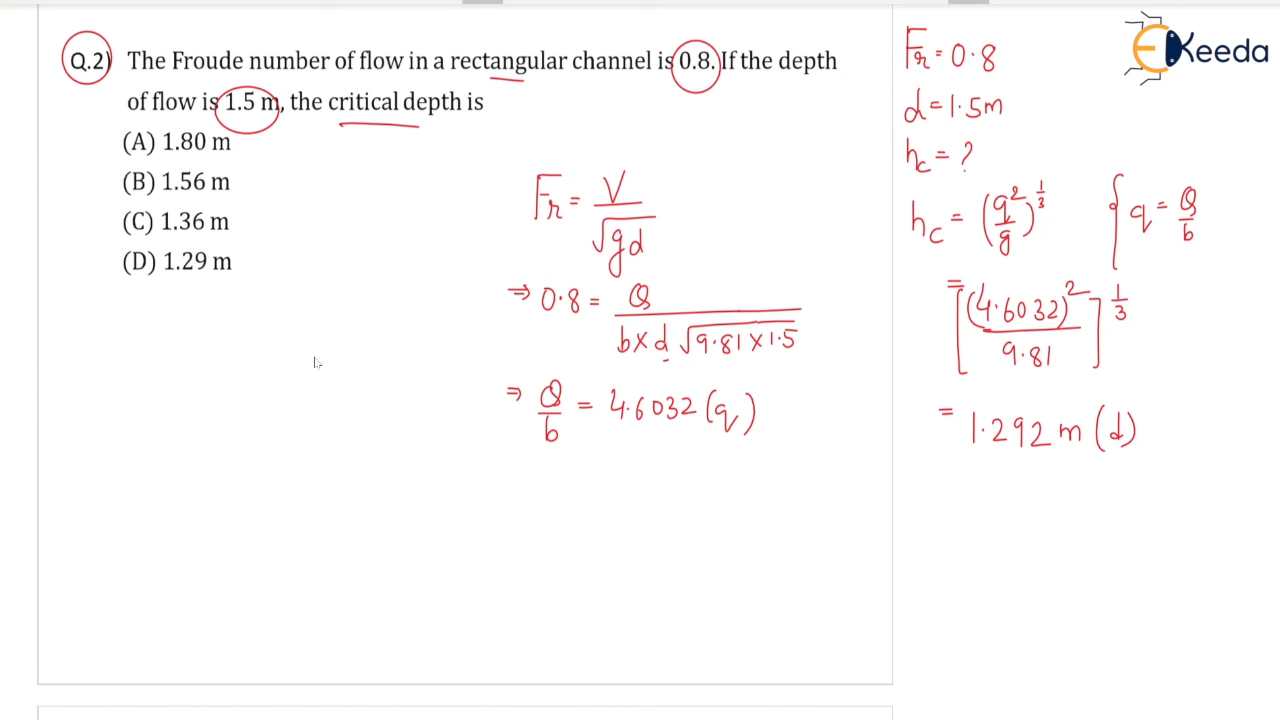 Q.2) The Froude number of flow in a rectangular channel is 0.8. If the depth
of flow is 1.5 m, the critical depth is
(A) 1.80 m
(B) 1.56 m
(C) 1.36 m
(D) 1.29 m
Fr = V / √gd
⇒ 0.8 = Q / b×d √9.81×1.5
⇒ Q/b = 4.6032 (q)
EKeeda
Fr = 0.8
d = 1.5m
hc = ?
hc = (q²/g)^1/3 { q = Q/b
= [(4.6032)²/9.81]^1/3
= 1.292 m (d)